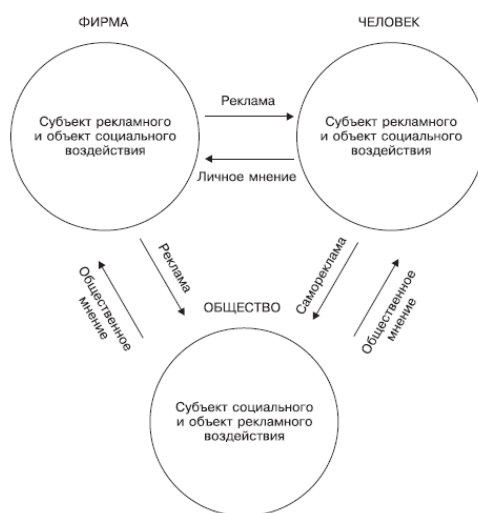 ФИРМА
ЧЕЛОВЕК
Субъект рекламного
и объект социального
воздействия
Реклама
Личное мнение
Субъект рекламного
и объект социального
воздействия
Реклама
Общественное
мнение
Самореклама
Общественное
мнение
ОБЩЕСТВО
Субъект социального
и объект рекламного
воздействия